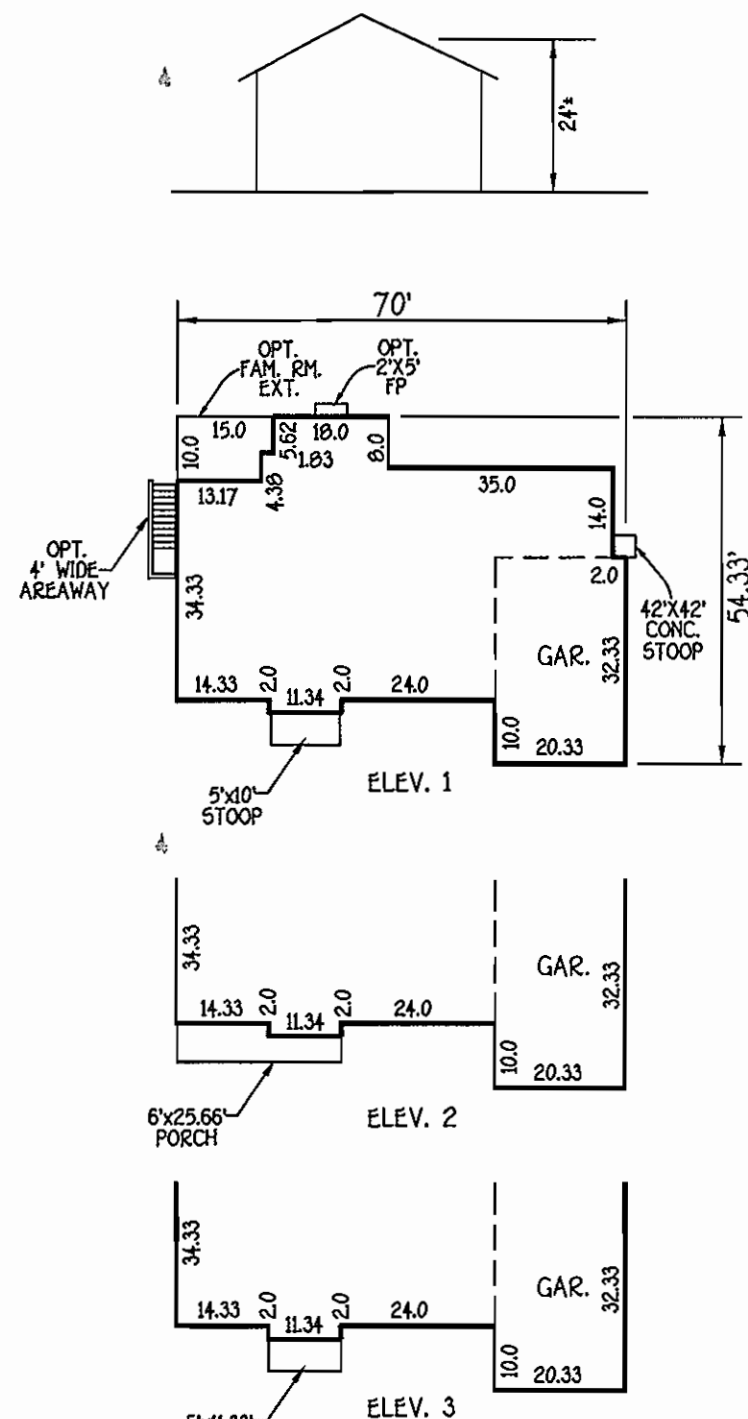 24'±
70'
OPT.
FAM. RM.
EXT.
OPT.
2'X5'
FP
15.0
10.0
5.62
18.0
1.83
8.0
13.17
4.38
35.0
14.0
OPT.
4' WIDE
AREAWAY
34.33
2.0
42'X42'
CONC.
STOOP
54.33'
GAR.
32.33
14.33
2.0
11.34
2.0
24.0
10.0
20.33
5'x10'
STOOP
ELEV. 1
34.33
GAR.
32.33
14.33
2.0
11.34
2.0
24.0
10.0
20.33
6'x25.66'
PORCH
ELEV. 2
34.33
GAR.
32.33
14.33
2.0
11.34
2.0
24.0
10.0
20.33
ELEV. 3